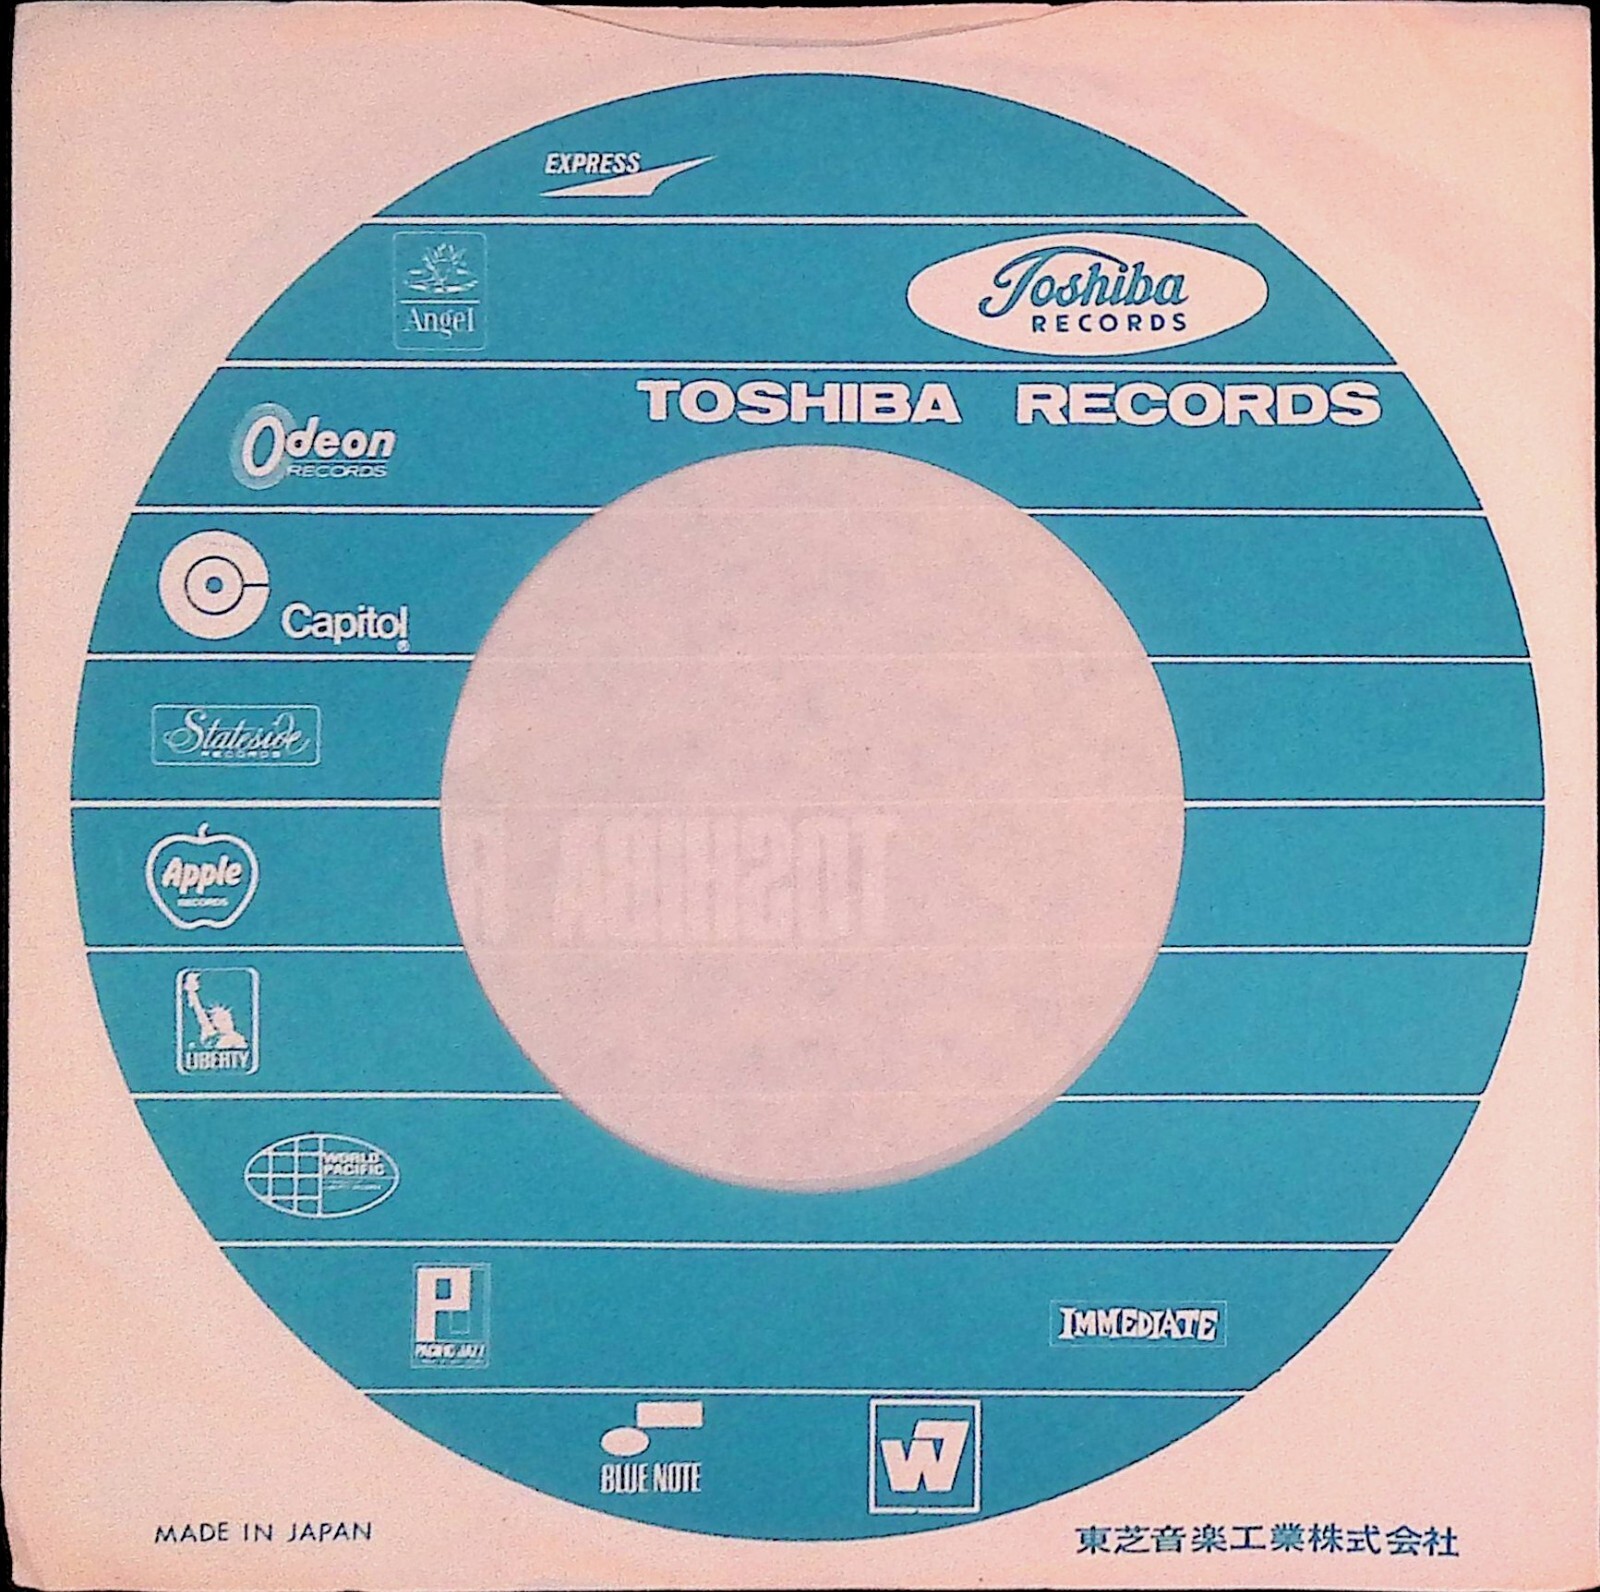 EXPRESS
Angel
Toshiba
RECORDS
TOSHIBA RECORDS
Odeon
RECORDS
Capitol
®
Stateside
RECORDS
Apple
RECORDS
LIBERTY
WORLD
PACIFIC
PACIFIC JAZZ
IMMEDIATE
BLUE NOTE
W7
MADE IN JAPAN
東芝音楽工業株式会社